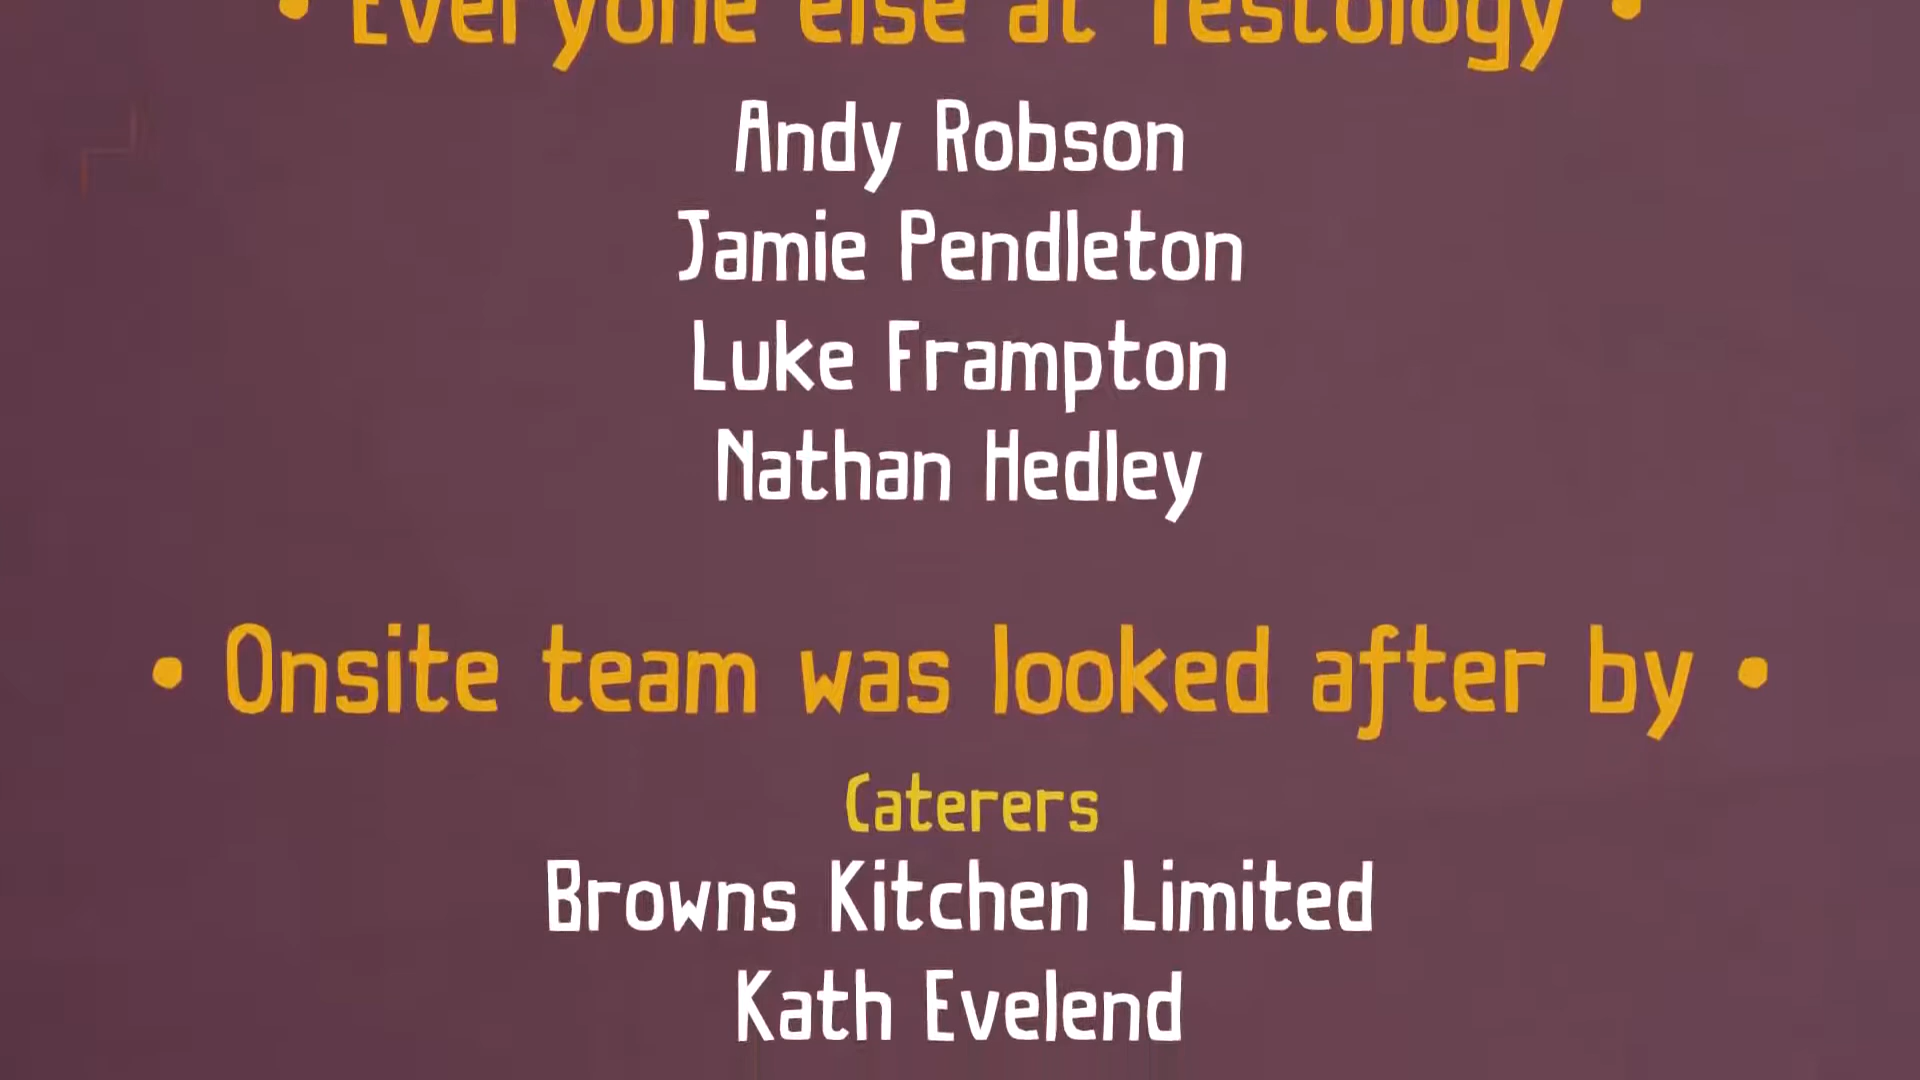 • Everyone else at Testology •
Andy Robson
Jamie Pendleton
Luke Frampton
Nathan Hedley
• Onsite team was looked after by •
Caterers
Browns Kitchen Limited
Kath Evelend